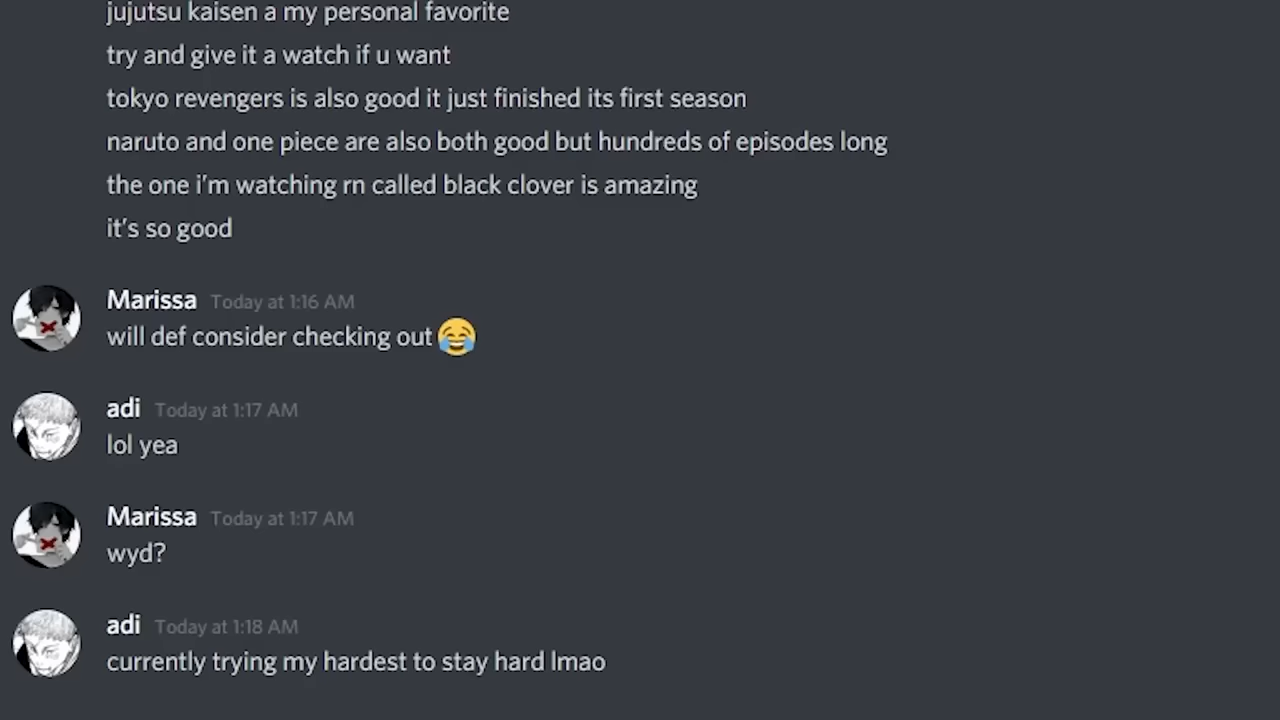 jujutsu kaisen a my personal favorite
try and give it a watch if u want
tokyo revengers is also good it just finished its first season
naruto and one piece are also both good but hundreds of episodes long
the one i'm watching rn called black clover is amazing
it's so good
Marissa Today at 1:16 AM
will def consider checking out😂
adi Today at 1:17 AM
lol yea
Marissa Today at 1:17 AM
wyd?
adi Today at 1:18 AM
currently trying my hardest to stay hard lmao